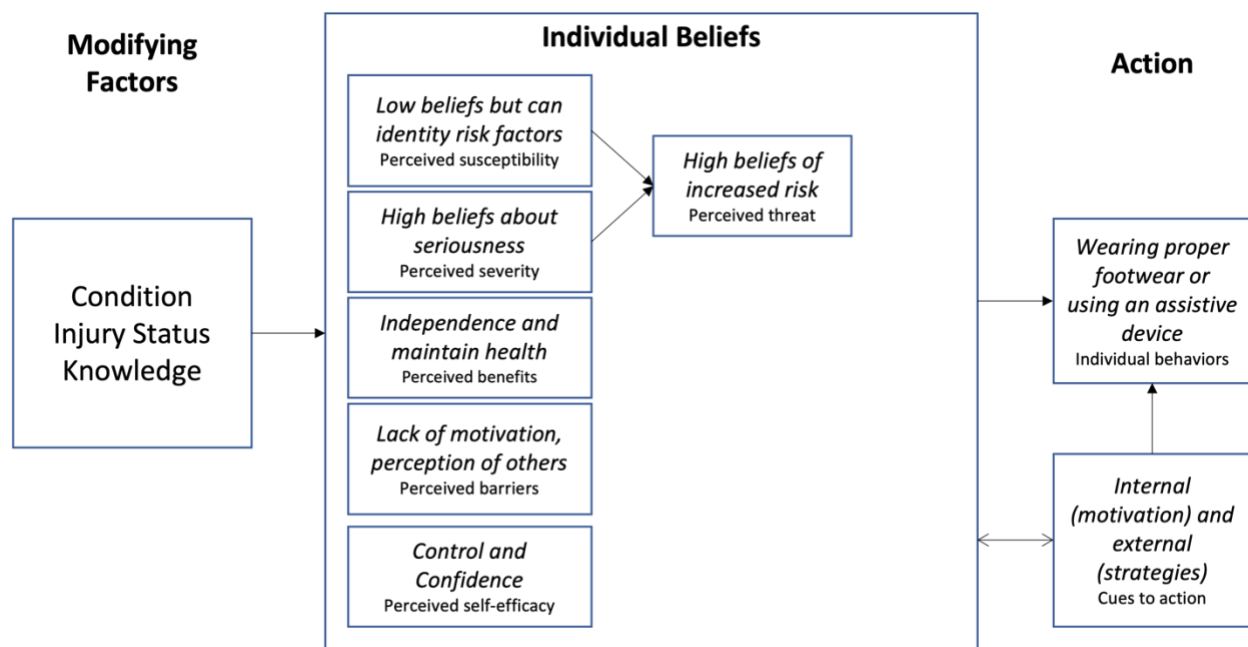 Modifying
Factors
Condition
Injury Status
Knowledge
Individual Beliefs
Low beliefs but can
identity risk factors
Perceived susceptibility
High beliefs about
seriousness
Perceived severity
Independence and
maintain health
Perceived benefits
Lack of motivation,
perception of others
Perceived barriers
Control and
Confidence
Perceived self-efficacy
High beliefs of
increased risk
Perceived threat
Action
Wearing proper
footwear or
using an assistive
device
Individual behaviors
Internal
(motivation) and
external
(strategies)
Cues to action